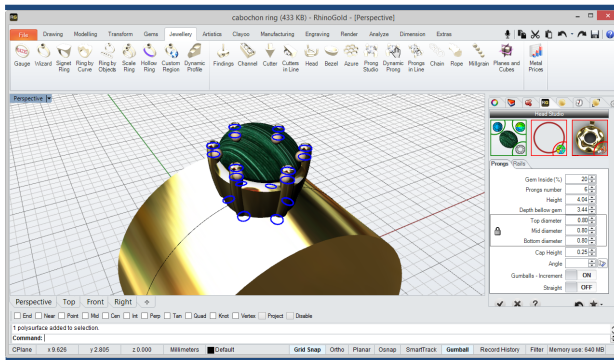 cabochon ring (433 KB) - RhinoGold - [Perspective]
File Drawing Modelling Transform Gems Jewellery Artistics Clayoo Manufacturing Engraving Render Analyze Dimension Extras
Gauge Wizard Signet Ring Ring by Curve Ring by Objects Scale Ring Hollow Ring Custom Region Dynamic Profile Findings Channel Cutter Cutters in Line Head Bezel Azure Prong Studio Dynamic Prong Prongs in Line Chain Rope Millgrain Planes and Cubes Metal Prices
Perspective
Head Studio
Prongs Rails
Gem Inside (%) 20
Prongs number 6
Height 4.04
Depth bellow gem 3.44
Top diameter 0.80
Mid diameter 0.80
Bottom diameter 0.80
Cap Height 0.25
Angle
Gumballs - Increment ON
Straight OFF
Perspective Top Front Right
End Near Point Mid Cen Int Perp Tan Quad Knot Vertex Project Disable
1 polysurface added to selection.
Command:
CPlane x 9.626 y 2.805 z 0.000 Millimeters Default Grid Snap Ortho Planar Osnap SmartTrack Gumball Record History Filter Memory use: 640 MB